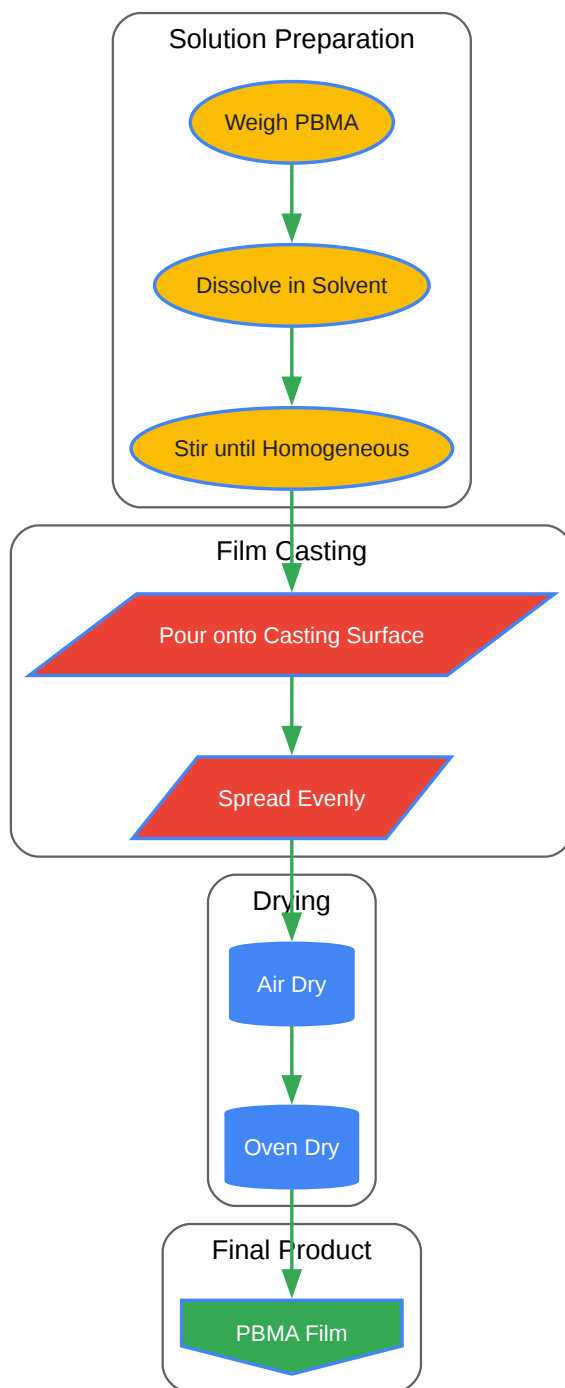 Solution Preparation
Weigh PBMA
Dissolve in Solvent
Stir until Homogeneous
Film Casting
Pour onto Casting Surface
Spread Evenly
Drying
Air Dry
Oven Dry
Final Product
PBMA Film